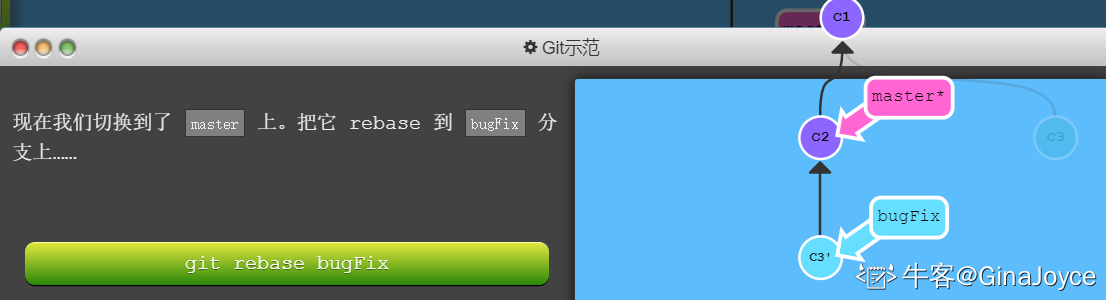 C1
Git示范
现在我们切换到了 master 上。把它 rebase 到 bugFix 分
支上……
git rebase bugFix
master*
C2
C3
bugFix
C3'
牛客@GinaJoyce